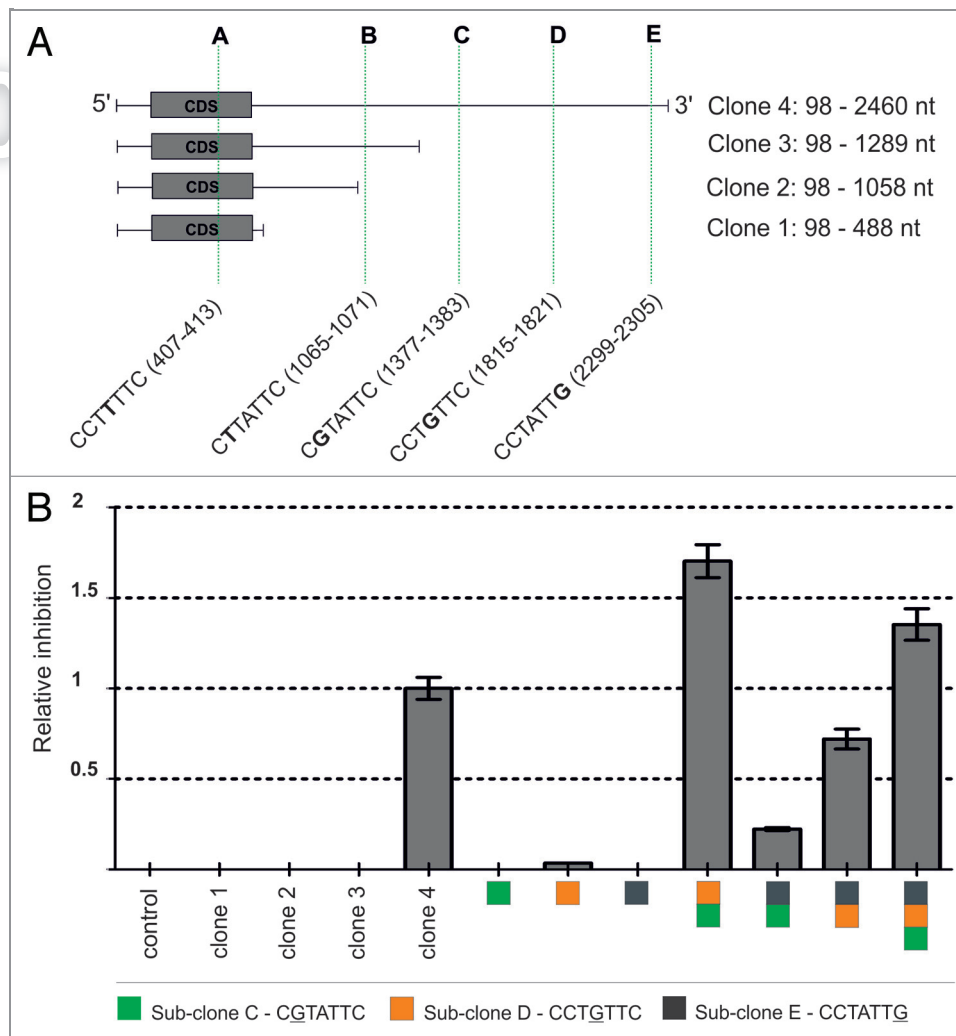 A
A B C D E
5' CDS 3' Clone 4: 98 - 2460 nt
CDS Clone 3: 98 - 1289 nt
CDS Clone 2: 98 - 1058 nt
CDS Clone 1: 98 - 488 nt
CCTTTTC (407-413)
CTTATTC (1065-1071)
CGTATTC (1377-1383)
CCTGTTC (1815-1821)
CCTATTG (2299-2305)
B
Relative inhibition
2
1.5
1
0.5
control
clone 1
clone 2
clone 3
clone 4
Sub-clone C - CGTATTC Sub-clone D - CCTGTTC Sub-clone E - CCTATTG